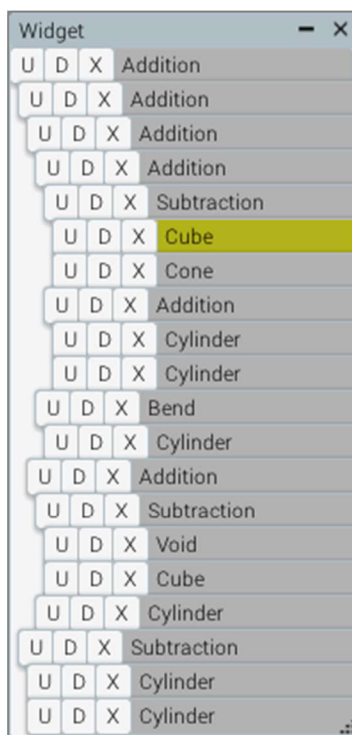 Widget
U D X Addition
U D X Addition
U D X Addition
U D X Addition
U D X Subtraction
U D X Cube
U D X Cone
U D X Addition
U D X Cylinder
U D X Cylinder
U D X Bend
U D X Cylinder
U D X Addition
U D X Subtraction
U D X Void
U D X Cube
U D X Cylinder
U D X Subtraction
U D X Cylinder
U D X Cylinder